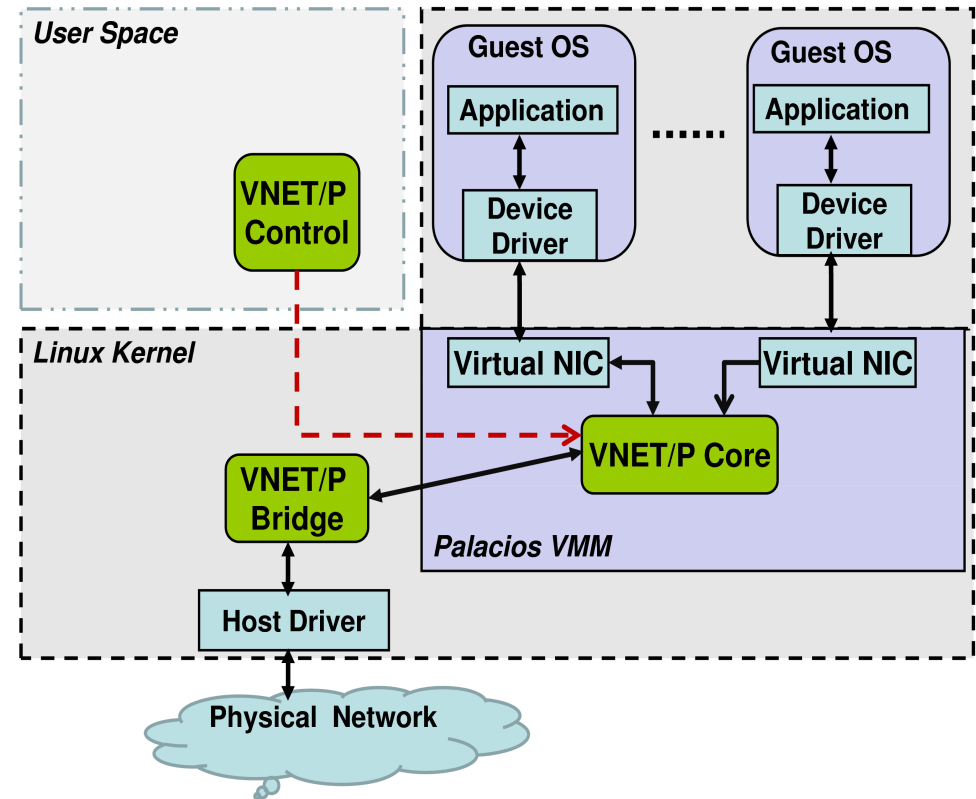 User Space
Guest OS
Guest OS
Application
Application
VNET/P
Control
Device
Driver
Device
Driver
Linux Kernel
Virtual NIC
Virtual NIC
VNET/P Core
VNET/P
Bridge
Palacios VMM
Host Driver
Physical Network